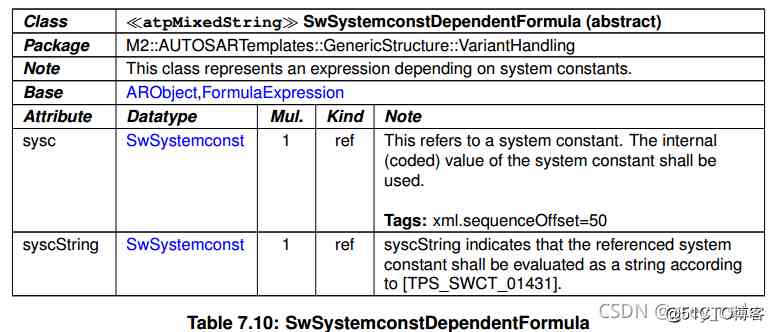 Class ≪atpMixedString≫ SwSystemconstDependentFormula (abstract)
Package M2::AUTOSARTemplates::GenericStructure::VariantHandling
Note This class represents an expression depending on system constants.
Base ARObject,FormulaExpression
Attribute Datatype Mul. Kind Note
sysc SwSystemconst 1 ref This refers to a system constant. The internal
(coded) value of the system constant shall be
used.
Tags: xml.sequenceOffset=50
syscString SwSystemconst 1 ref syscString indicates that the referenced system
constant shall be evaluated as a string according
to [TPS_SWCT_01431].
Table 7.10: SwSystemconstDependentFormula
CSDN
@51CTO博客